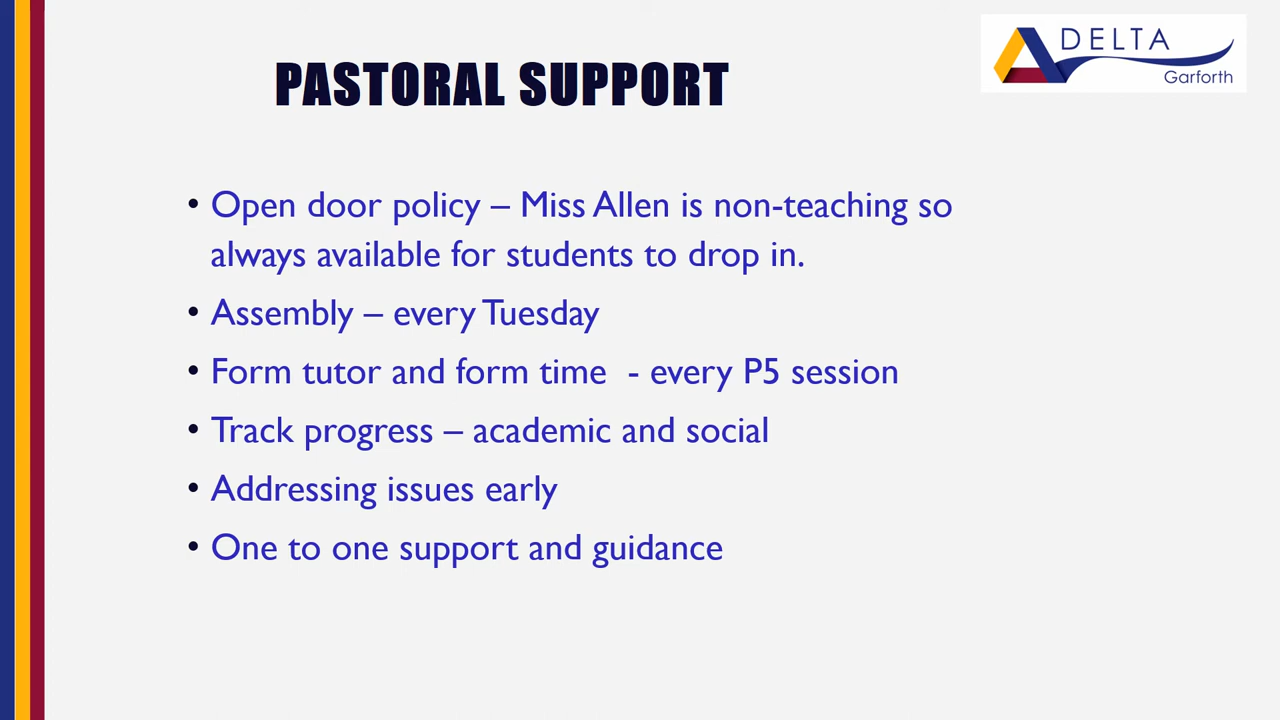 DELTA
Garforth
PASTORAL SUPPORT
• Open door policy – Miss Allen is non-teaching so
always available for students to drop in.
• Assembly – every Tuesday
• Form tutor and form time  - every P5 session
• Track progress – academic and social
• Addressing issues early
• One to one support and guidance